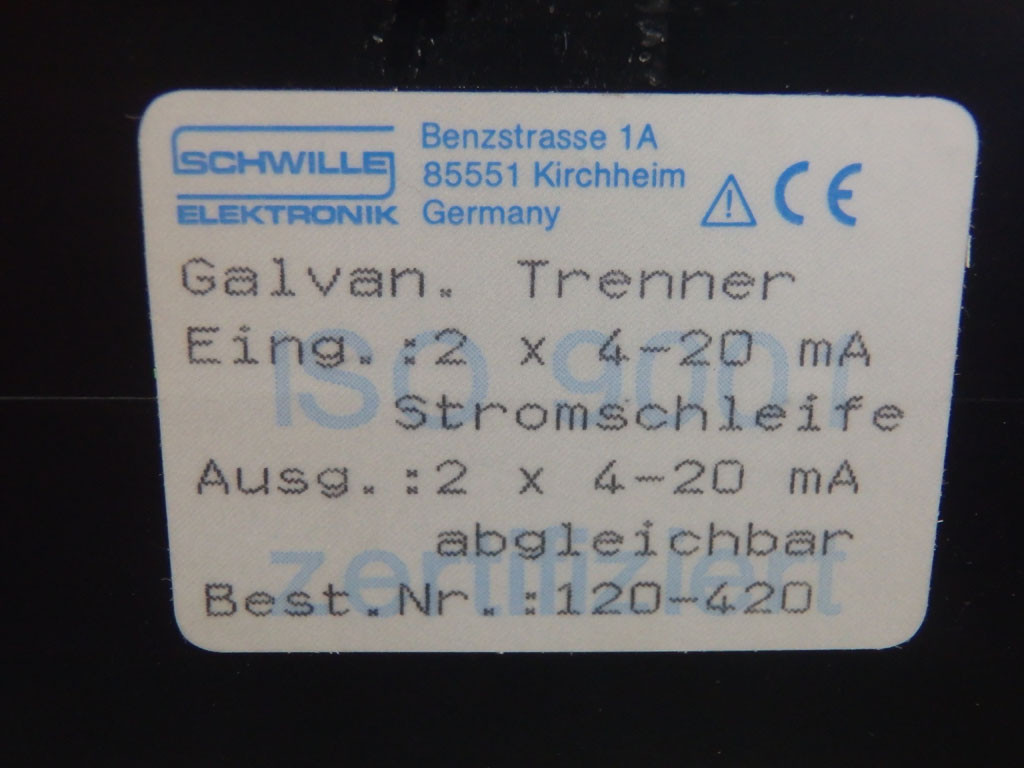 SCHWILLE
ELEKTRONIK
Benzstrasse 1A
85551 Kirchheim
Germany
CE
Galvan. Trenner
Eing.:2 x 4-20 mA
Stromschleife
Ausg.:2 x 4-20 mA
abgleichbar
Best.Nr.:120-420
ISO 9001
zertifiziert